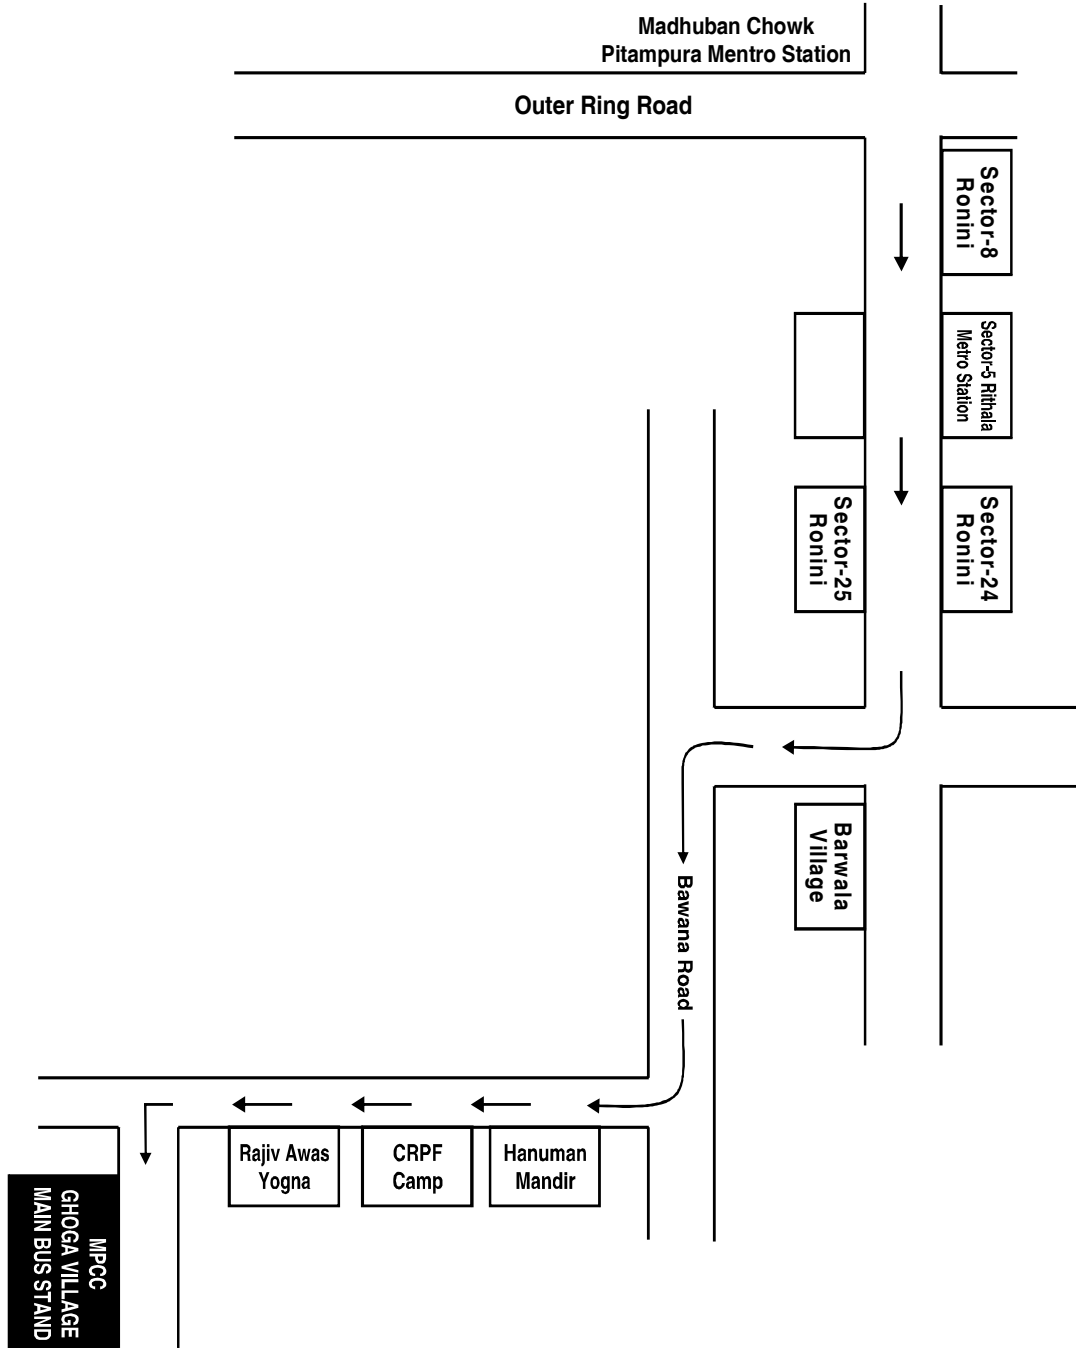 Madhuban Chowk
Pitampura Mentro Station
Outer Ring Road
Sector-8
Ronini
Sector-5 Rithala
Metro Station
Sector-25
Ronini
Sector-24
Ronini
Barwala
Village
Bawana Road
Rajiv Awas
Yogna
CRPF
Camp
Hanuman
Mandir
MPCC
GHOGA VILLAGE
MAIN BUS STAND